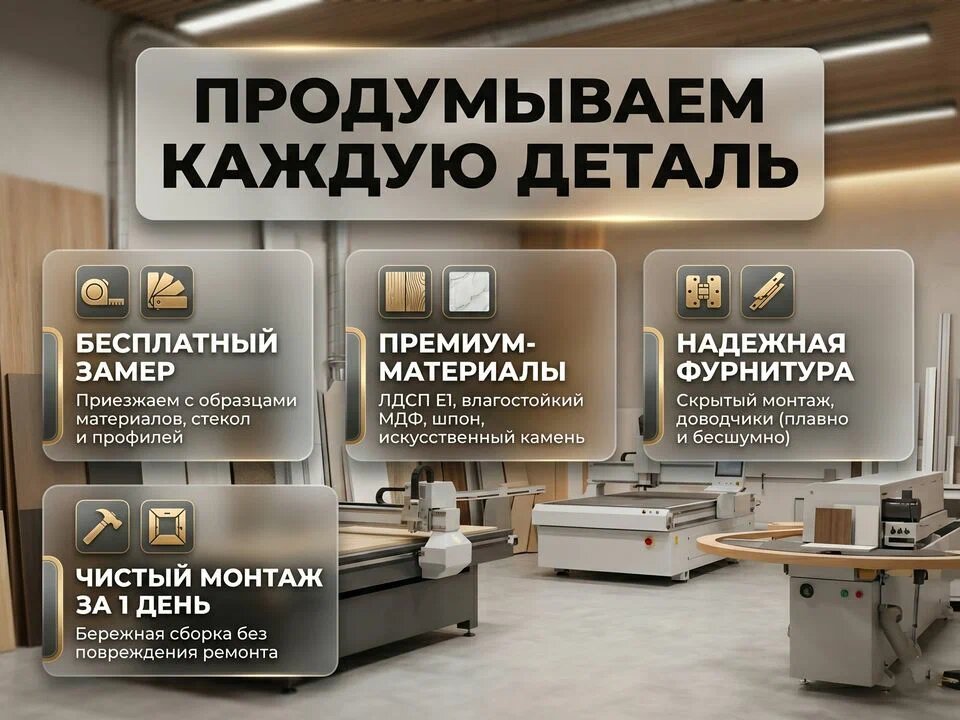 ПРОДУМЫВАЕМ
КАЖДУЮ ДЕТАЛЬ
БЕСПЛАТНЫЙ
ЗАМЕР
Приезжаем с образцами
материалов, стекол
и профилей
ПРЕМИУМ-
МАТЕРИАЛЫ
ЛДСП Е1, влагостойкий
МДФ, шпон,
искусственный камень
НАДЕЖНАЯ
ФУРНИТУРА
Скрытый монтаж,
доводчики (плавно
и бесшумно)
ЧИСТЫЙ МОНТАЖ
ЗА 1 ДЕНЬ
Бережная сборка без
повреждения ремонта